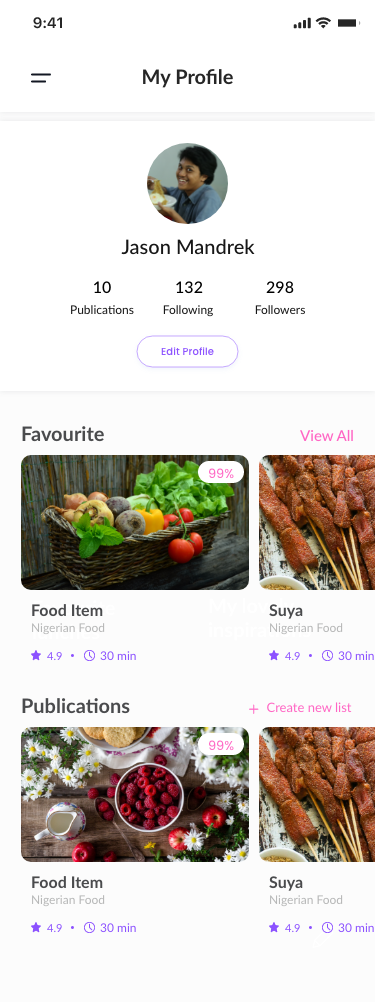 9:41
My Profile
Jason Mandrek
10 132 298
Publications Following Followers
Edit Profile
Favourite View All
99%
Food Item Suya
Nigerian Food Nigerian Food
4.9 • 30 min 4.9 • 30 min
Publications + Create new list
99%
Food Item Suya
Nigerian Food Nigerian Food
4.9 • 30 min 4.9 • 30 min